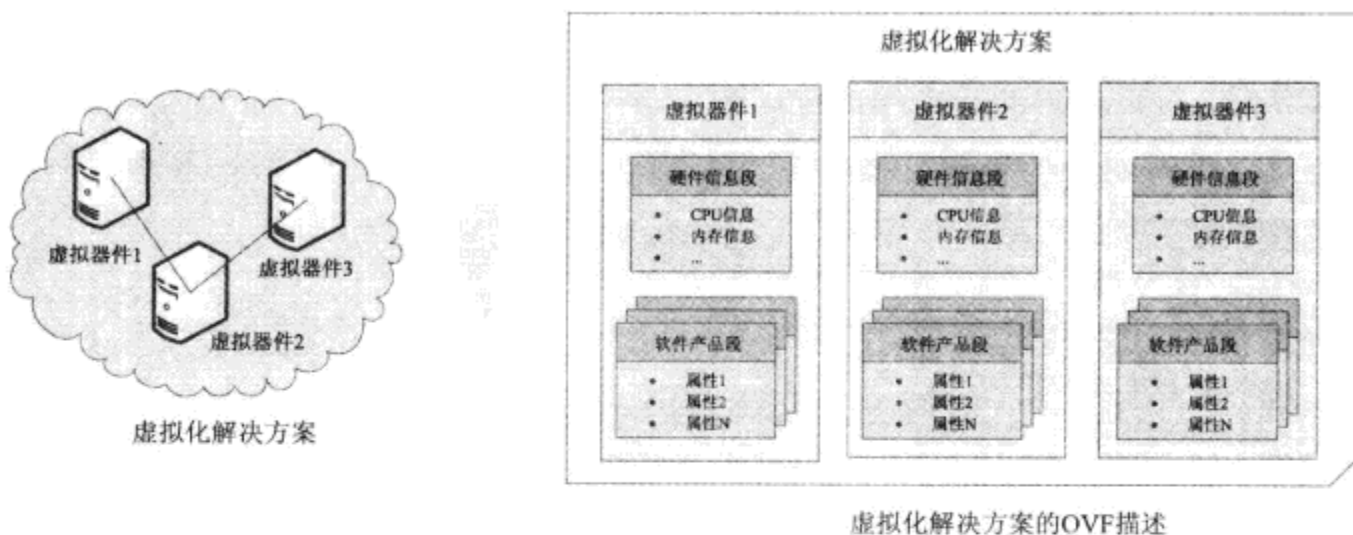 虚拟器件1
虚拟器件3
虚拟器件2
虚拟化解决方案
虚拟化解决方案
虚拟器件1
硬件信息段
• CPU信息
• 内存信息
• ...
软件产品段
• 属性1
• 属性2
• 属性N
虚拟器件2
硬件信息段
• CPU信息
• 内存信息
• ...
软件产品段
• 属性1
• 属性2
• 属性N
虚拟器件3
硬件信息段
• CPU信息
• 内存信息
• ...
软件产品段
• 属性1
• 属性2
• 属性N
虚拟化解决方案的OVF描述